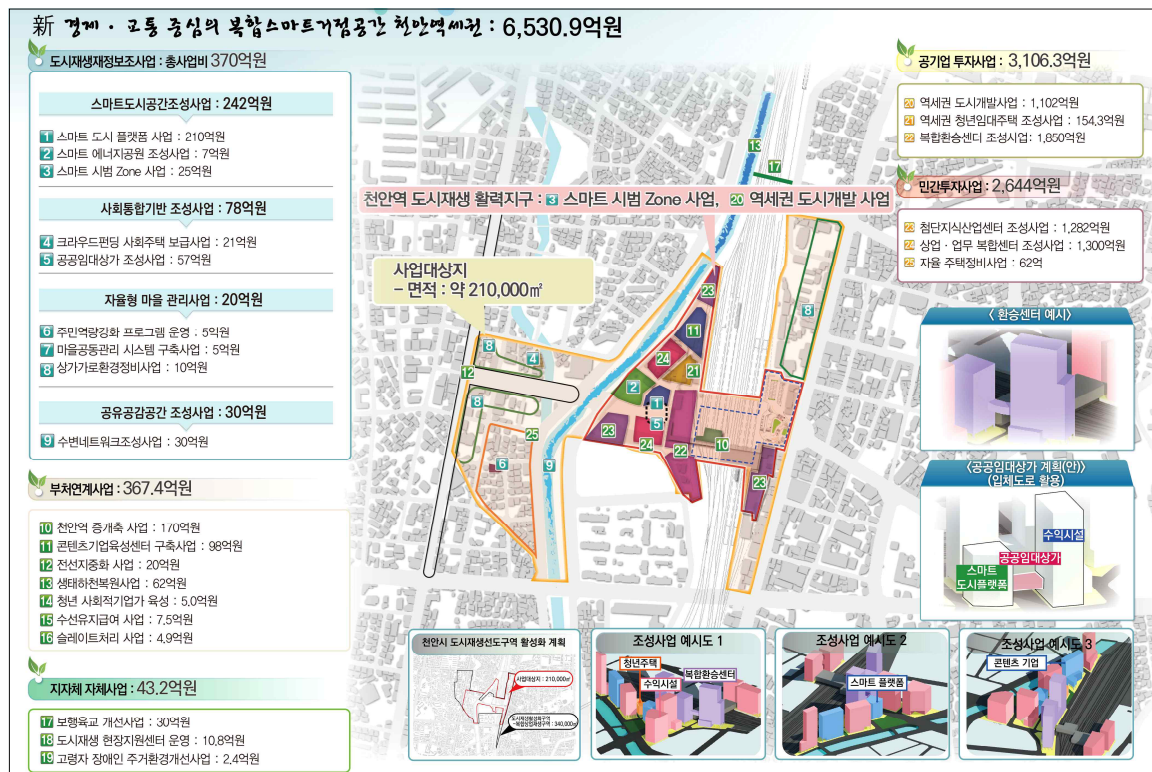 新 경제 · 교통 중심의 복합스마트거점공간 천안역세권 : 6,530.9억원
도시재생재정보조사업 : 총사업비 370억원
스마트도시공간조성사업 : 242억원
1 스마트 도시 플랫폼 사업 : 210억원
2 스마트 에너지공원 조성사업 : 7억원
3 스마트 시범 Zone 사업 : 25억원
사회통합기반 조성사업 : 78억원
4 크라우드펀딩 사회주택 보급사업 : 21억원
5 공공임대상가 조성사업 : 57억원
자율형 마을 관리사업 : 20억원
6 주민역량강화 프로그램 운영 : 5억원
7 마을공동관리 시스템 구축사업 : 5억원
8 상가가로환경정비사업 : 10억원
공유공감공간 조성사업 : 30억원
9 수변네트워크조성사업 : 30억원
부처연계사업 : 367.4억원
10 천안역 증개축 사업 : 170억원
11 콘텐츠기업육성센터 구축사업 : 98억원
12 전선지중화 사업 : 20억원
13 생태하천복원사업 : 62억원
14 청년 사회적기업가 육성 : 5.0억원
15 수선유지급여 사업 : 7.5억원
16 슬레이트처리 사업 : 4.9억원
지자체 자체사업 : 43.2억원
17 보행육교 개선사업 : 30억원
18 도시재생 현장지원센터 운영 : 10.8억원
19 고령자 장애인 주거환경개선사업 : 2.4억원
공기업 투자사업 : 3,106.3억원
20 역세권 도시개발사업 : 1,102억원
21 역세권 청년임대주택 조성사업 : 154.3억원
22 복합환승센디 조성사업 : 1,850억원
민간투자사업 : 2,644억원
23 첨단지식산업센터 조성사업 : 1,282억원
24 상업 · 업무 복합센터 조성사업 : 1,300억원
25 자율 주택정비사업 : 62억
천안역 도시재생 활력지구 : 3 스마트 시범 Zone 사업, 20 역세권 도시개발 사업
사업대상지
- 면적 : 약 210,000㎡
13
17
23
11
8
24
21
8
4
12
2
1
8
5
23
25
24
22
10
6
9
23
〈 환승센터 예시〉
〈공공임대상가 계획(안)〉
(입체도로 활용)
수익시설
공공임대상가
스마트
도시플랫폼
천안시 도시재생선도구역 활성화 계획
사업대상지 : 210,000㎡
조성사업 예시도 1
청년주택
복합환승센터
수익시설
조성사업 예시도 2
스마트 플랫폼
조성사업 예시도 3
콘텐츠 기업